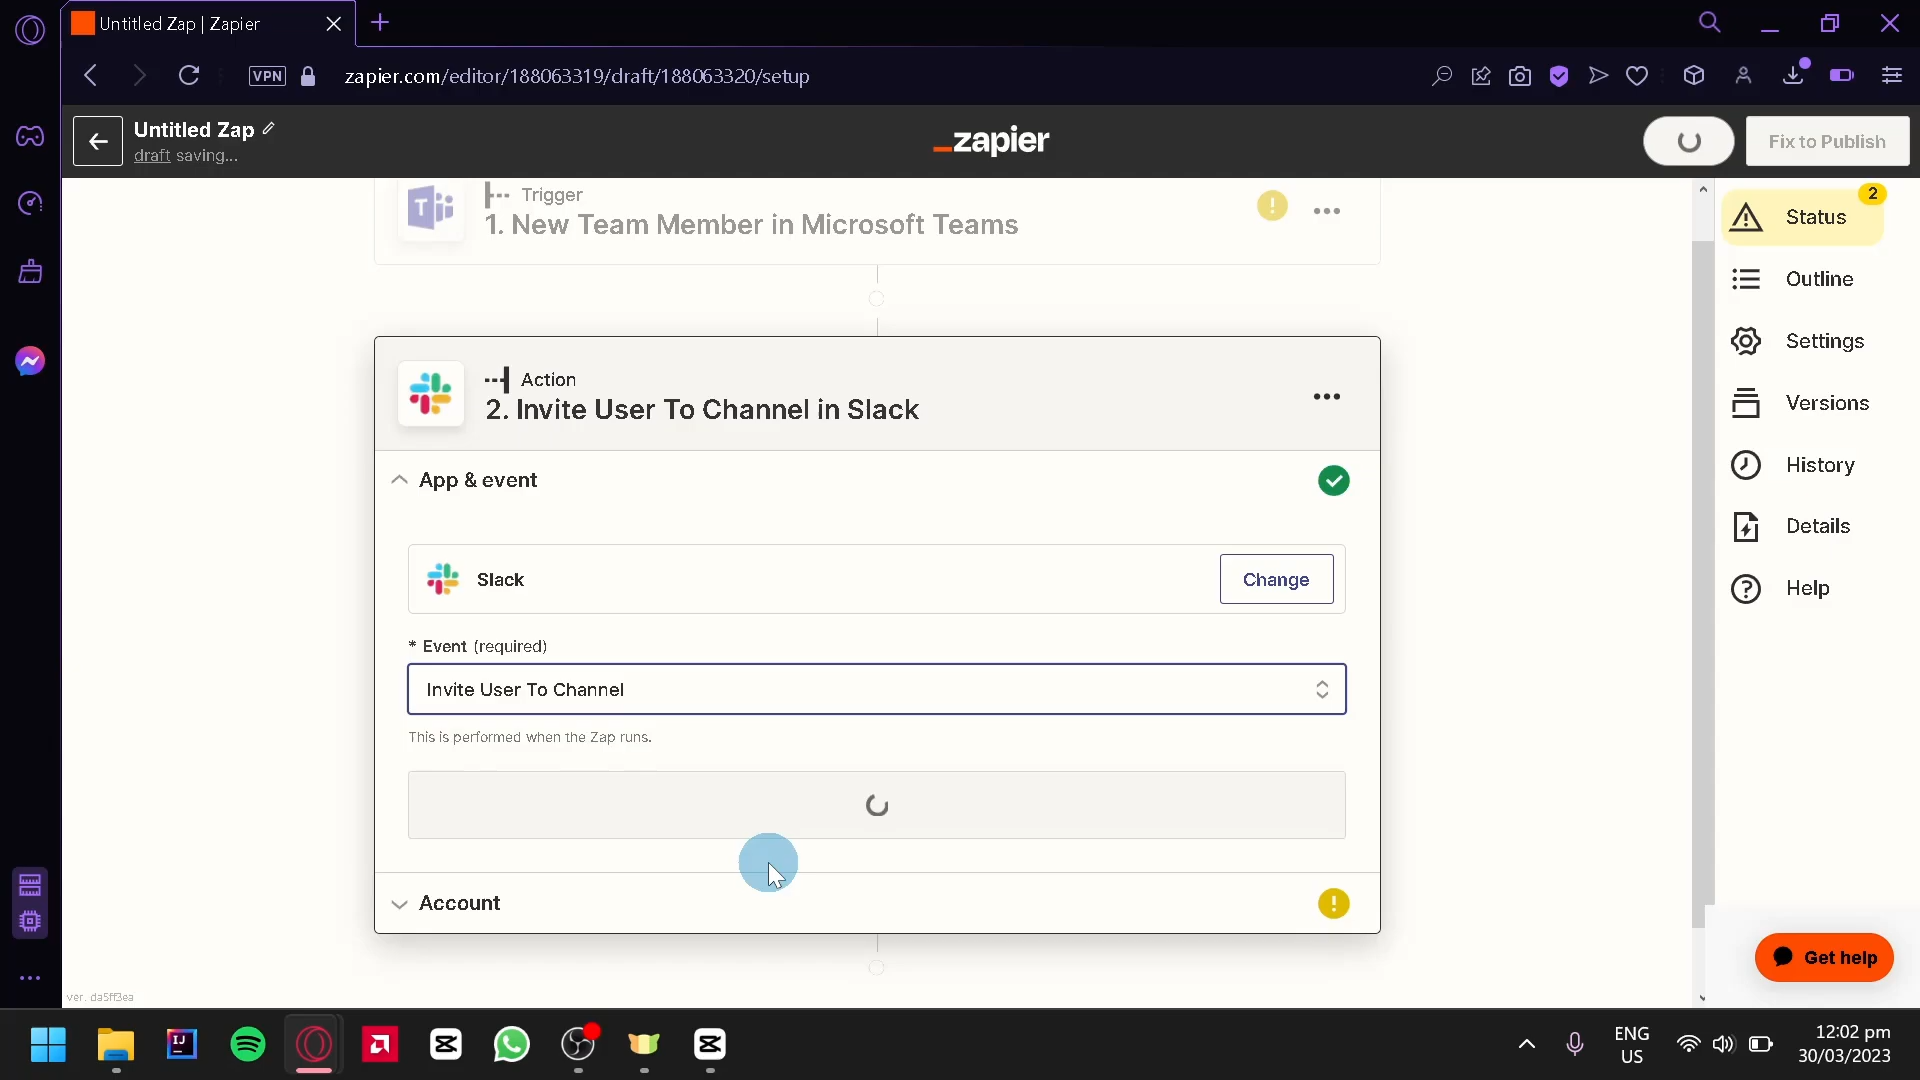 Untitled Zap | Zapier
VPN
zapier.com/editor/188063319/draft/188063320/setup
Untitled Zap
draft saving...
_zapier
Fix to Publish
Trigger
1. New Team Member in Microsoft Teams
2
Status
Outline
Settings
Versions
History
Details
Help
Action
2. Invite User To Channel in Slack
App & event
Slack
Change
* Event (required)
Invite User To Channel
This is performed when the Zap runs.
Account
Get help
ver. da5ff3ea
ENG
US
12:02 pm
30/03/2023